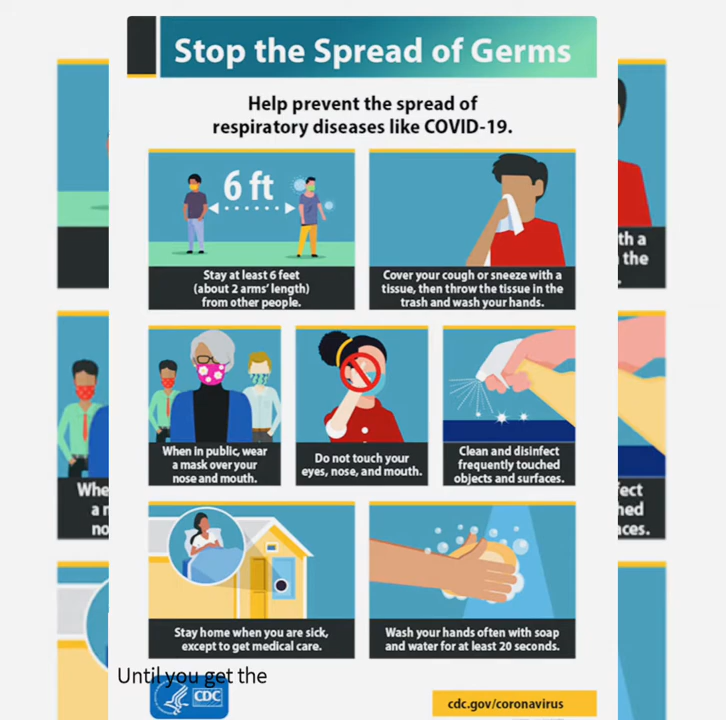 Stop the Spread of Germs
Help prevent the spread of
respiratory diseases like COVID-19.
6 ft
Stay at least 6 feet
(about 2 arms' length)
from other people.
Cover your cough or sneeze with a
tissue, then throw the tissue in the
trash and wash your hands.
When in public, wear
a mask over your
nose and mouth.
Do not touch your
eyes, nose, and mouth.
Clean and disinfect
frequently touched
objects and surfaces.
Stay home when you are sick,
except to get medical care.
Wash your hands often with soap
and water for at least 20 seconds.
Until you get the
CDC
cdc.gov/coronavirus